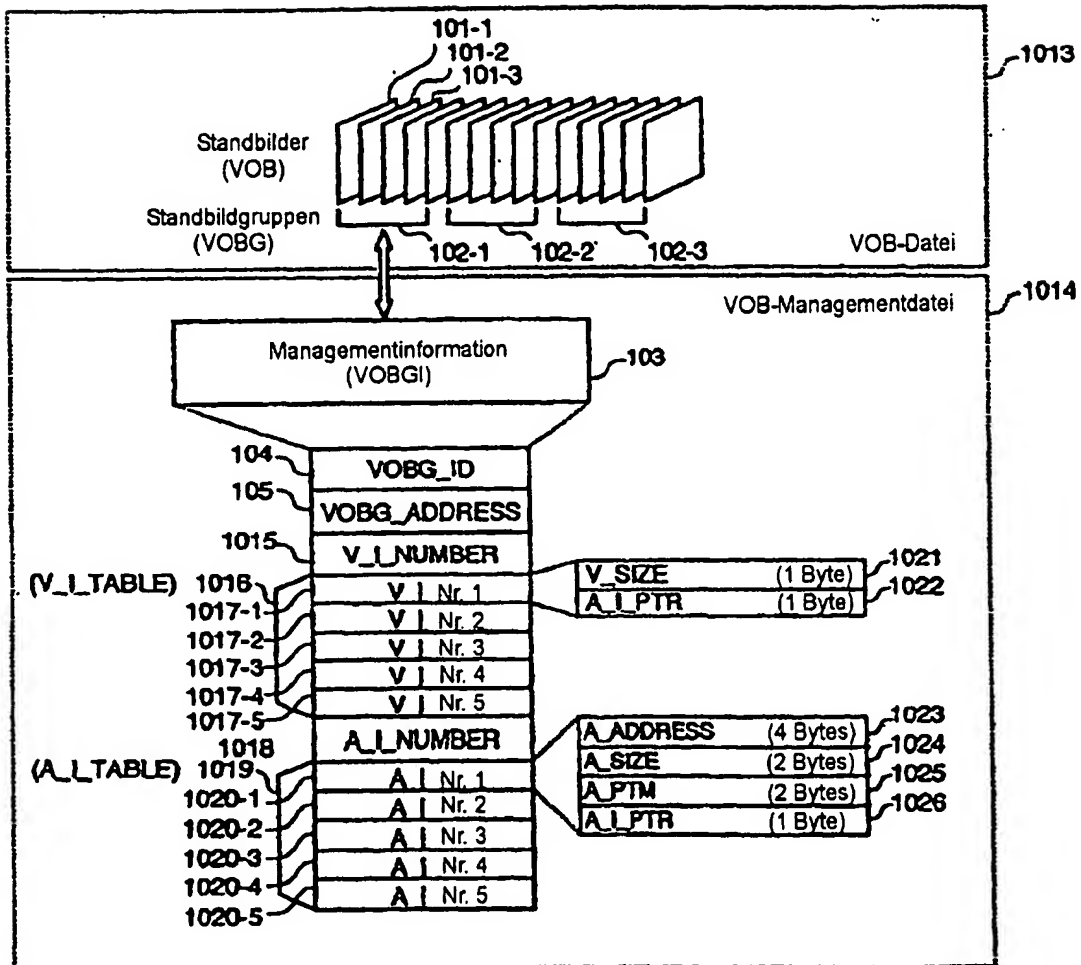 101-1
101-2
101-3
1013
Standbilder
(VOB)
Standbildgruppen
(VOBG)
102-1
102-2
102-3
VOB-Datei
1014
VOB-Managementdatei
Managementinformation
(VOBGI)
103
104
VOBG_ID
105
VOBG_ADDRESS
1015
V_I_NUMBER
(V_I_TABLE)
1016
1017-1
V_I Nr. 1
1017-2
V_I Nr. 2
1017-3
V_I Nr. 3
1017-4
V_I Nr. 4
1017-5
V_I Nr. 5
V_SIZE (1 Byte)
1021
A_I_PTR (1 Byte)
1022
1018
A_I_NUMBER
(A_I_TABLE)
1019
1020-1
A_I Nr. 1
1020-2
A_I Nr. 2
1020-3
A_I Nr. 3
1020-4
A_I Nr. 4
1020-5
A_I Nr. 5
A_ADDRESS (4 Bytes)
1023
A_SIZE (2 Bytes)
1024
A_PTM (2 Bytes)
1025
A_I_PTR (1 Byte)
1026